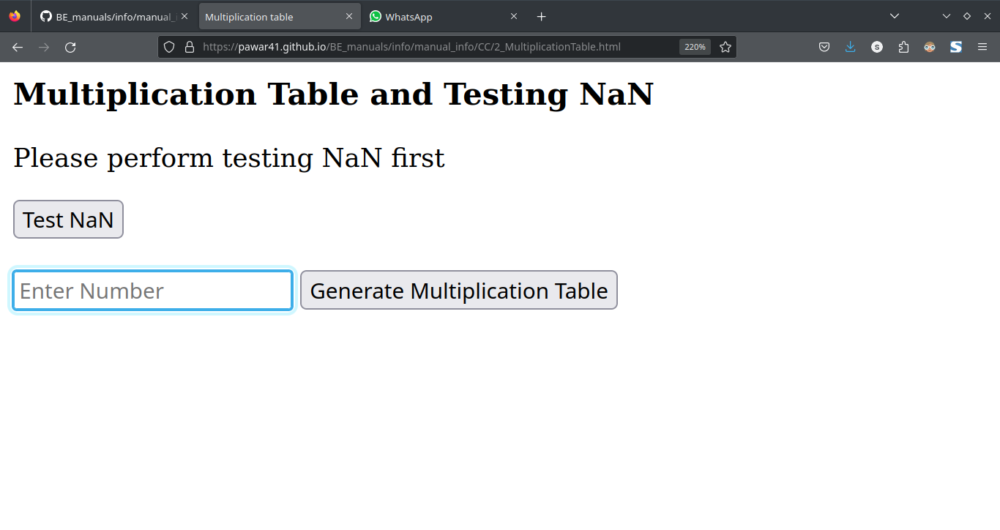 BE_manuals/info/manual_i
Multiplication table
WhatsApp
https://pawar41.github.io/BE_manuals/info/manual_info/CC/2_MultiplicationTable.html
220%
S
S
Multiplication Table and Testing NaN
Please perform testing NaN first
Test NaN
Enter Number
Generate Multiplication Table